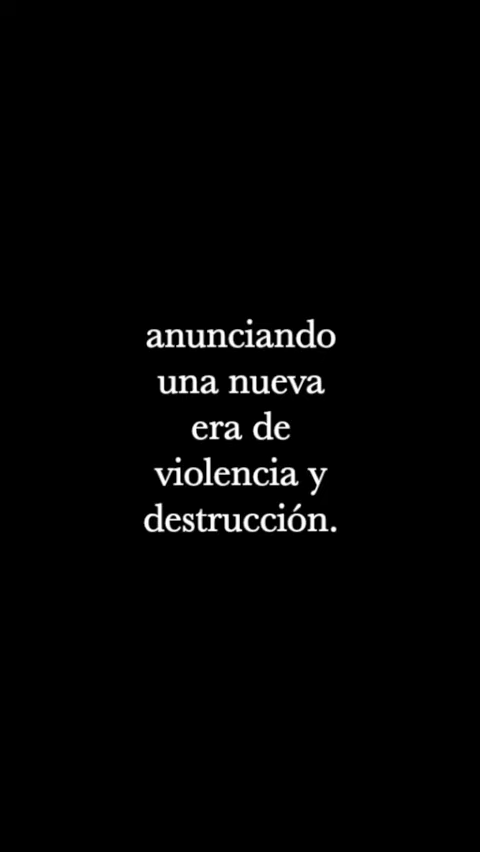 anunciando
una nueva
era de
violencia y
destrucción.